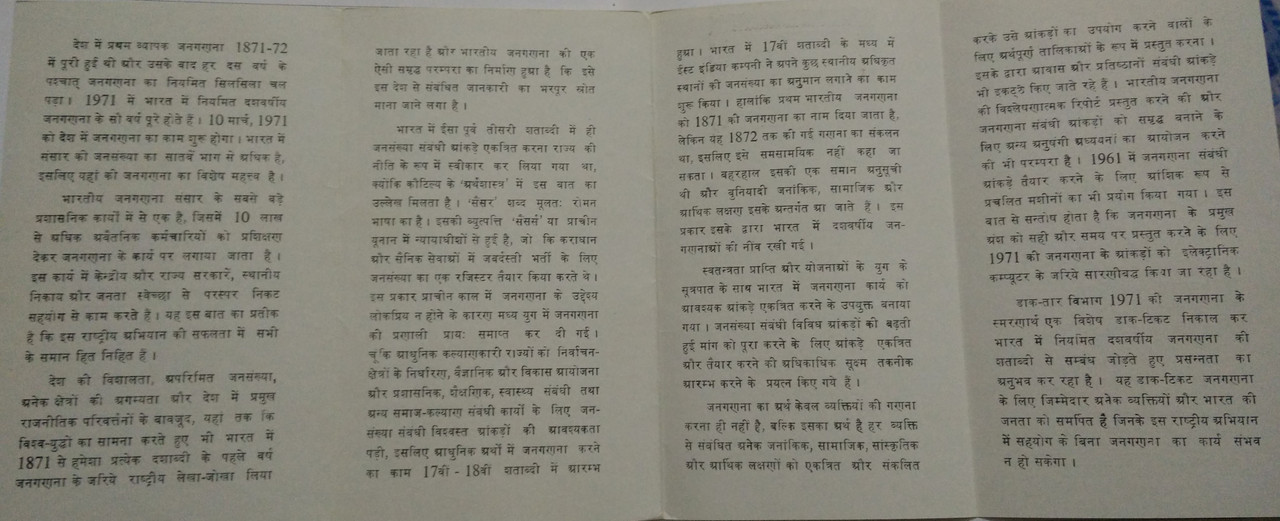 देश में प्रथम व्यापक जनगणना 1871-72
में पूरी हुई थी और उसके बाद हर दस वर्ष के
पश्चात् जनगणना का नियमित सिलसिला चल
पड़ा। 1971 में भारत में नियमित दशवर्षीय
जनगणना के सौ वर्ष पूरे होते हैं। 10 मार्च, 1971
को देश में जनगणना का काम शुरू होगा। भारत में
संसार की जनसंख्या का सातवें भाग से अधिक है,
इसलिए यहां की जनगणना का विशेष महत्त्व है।
भारतीय जनगणना संसार के सबसे बड़े
प्रशासनिक कार्यों में से एक है, जिसमें 10 लाख
से अधिक अवैतनिक कर्मचारियों को प्रशिक्षण
देकर जनगणना के कार्य पर लगाया जाता है।
इस कार्य में केन्द्रीय और राज्य सरकारें, स्थानीय
निकाय और जनता स्वेच्छा से परस्पर निकट
सहयोग से काम करते हैं। यह इस बात का प्रतीक
है कि इस राष्ट्रीय अभियान की सफलता में सभी
के समान हित निहित हैं।
देश की विशालता, अपरिमित जनसंख्या,
अनेक क्षेत्रों की अगम्यता और देश में प्रमुख
राजनीतिक परिवर्त्तनों के बावजूद, यहां तक कि
विश्व-युद्धों का सामना करते हुए भी भारत में
1871 से हमेशा प्रत्येक दशाब्दी के पहले वर्ष
जनगणना के जरिये राष्ट्रीय लेखा-जोखा लिया
जाता रहा है और भारतीय जनगणना की एक
ऐसी समृद्ध परम्परा का निर्माण हुआ है कि इसे
इस देश से संबंधित जानकारी का भरपूर स्रोत
माना जाने लगा है।
भारत में ईसा पूर्व तीसरी शताब्दी में ही
जनसंख्या संबंधी आंकड़े एकत्रित करना राज्य की
नीति के रूप में स्वीकार कर लिया गया था,
क्योंकि कौटिल्य के 'अर्थशास्त्र' में इस बात का
उल्लेख मिलता है। 'सेंसर' शब्द मूलतः रोमन
भाषा का है। इसकी व्युत्पत्ति 'सेंसर्स' या प्राचीन
यूनान में न्यायाधीशों से हुई है, जो कि कराधान
और सैनिक सेवाओं में जबर्दस्ती भर्ती के लिए
जनसंख्या का एक रजिस्टर तैयार किया करते थे।
इस प्रकार प्राचीन काल में जनगणना के उद्देश्य
लोकप्रिय न होने के कारण मध्य युग में जनगणना
की प्रणाली प्रायः समाप्त कर दी गई।
चूंकि आधुनिक कल्याणकारी राज्यों को निर्वाचन-
क्षेत्रों के निर्धारण, वैज्ञानिक और विकास आयोजना
और प्रशासनिक, शैक्षणिक, स्वास्थ्य संबंधी तथा
अन्य समाज-कल्याण संबंधी कार्यों के लिए जन-
संख्या संबंधी विश्वस्त आंकड़ों की आवश्यकता
पड़ी, इसलिए आधुनिक अर्थों में जनगणना करने
का काम 17वीं - 18वीं शताब्दी में आरम्भ
हुआ। भारत में 17वीं शताब्दी के मध्य में
ईस्ट इंडिया कम्पनी ने अपने कुछ स्थानीय अधिकृत
स्थानों की जनसंख्या का अनुमान लगाने का काम
शुरू किया। हालांकि प्रथम भारतीय जनगणना
को 1871 की जनगणना का नाम दिया जाता है,
लेकिन यह 1872 तक की गई गणना का संकलन
था, इसलिए इसे समसामयिक नहीं कहा जा
सकता। बहरहाल इसकी एक समान अनुसूची
थी और बुनियादी जनांकिक, सामाजिक और
आर्थिक लक्षण इसके अन्तर्गत आ जाते हैं। इस
प्रकार इसके द्वारा भारत में दशवर्षीय जन-
गणनाओं की नींव रखी गई।
स्वतन्त्रता प्राप्ति और योजनाओं के युग के
सूत्रपात के साथ भारत में जनगणना कार्य को
आवश्यक आंकड़े एकत्रित करने के उपयुक्त बनाया
गया। जनसंख्या संबंधी विविध आंकड़ों की बढ़ती
हुई मांग को पूरा करने के लिए आंकड़े एकत्रित
और तैयार करने की अधिकाधिक सूक्ष्म तकनीक
आरम्भ करने के प्रयत्न किए गये हैं।
जनगणना का अर्थ केवल व्यक्तियों की गणना
करना ही नहीं है, बल्कि इसका अर्थ है हर व्यक्ति
से संबंधित अनेक जनांकिक, सामाजिक, सांस्कृतिक
और आर्थिक लक्षणों को एकत्रित और संकलित
करके उसे आंकड़ों का उपयोग करने वालों के
लिए अर्थपूर्ण तालिकाओं के रूप में प्रस्तुत करना।
इसके द्वारा आवास और प्रतिष्ठानों संबंधी आंकड़े
भी इकट्ठे किए जाते रहे हैं। भारतीय जनगणना
की विश्लेषणात्मक रिपोर्ट प्रस्तुत करने की और
जनगणना संबंधी आंकड़ों को समृद्ध बनाने के
लिए अन्य अनुषंगी अध्ययनों का आयोजन करने
की भी परम्परा है। 1961 में जनगणना संबंधी
आंकड़े तैयार करने के लिए आंशिक रूप से
प्रचलित मशीनों का भी प्रयोग किया गया। इस
बात से सन्तोष होता है कि जनगणना के प्रमुख
अंश को सही और समय पर प्रस्तुत करने के लिए
1971 की जनगणना के आंकड़ों को इलेक्ट्रानिक
कम्प्यूटर के जरिये सारणीबद्ध किया जा रहा है।
डाक-तार विभाग 1971 की जनगणना के
स्मरणार्थ एक विशेष डाक-टिकट निकाल कर
भारत में नियमित दशवर्षीय जनगणना की
शताब्दी से सम्बंध जोड़ते हुए प्रसन्नता का
अनुभव कर रहा है। यह डाक-टिकट जनगणना
के लिए जिम्मेदार अनेक व्यक्तियों और भारत की
जनता को समर्पित है जिनके इस राष्ट्रीय अभियान
में सहयोग के बिना जनगणना का कार्य संभव
न हो सकेगा।